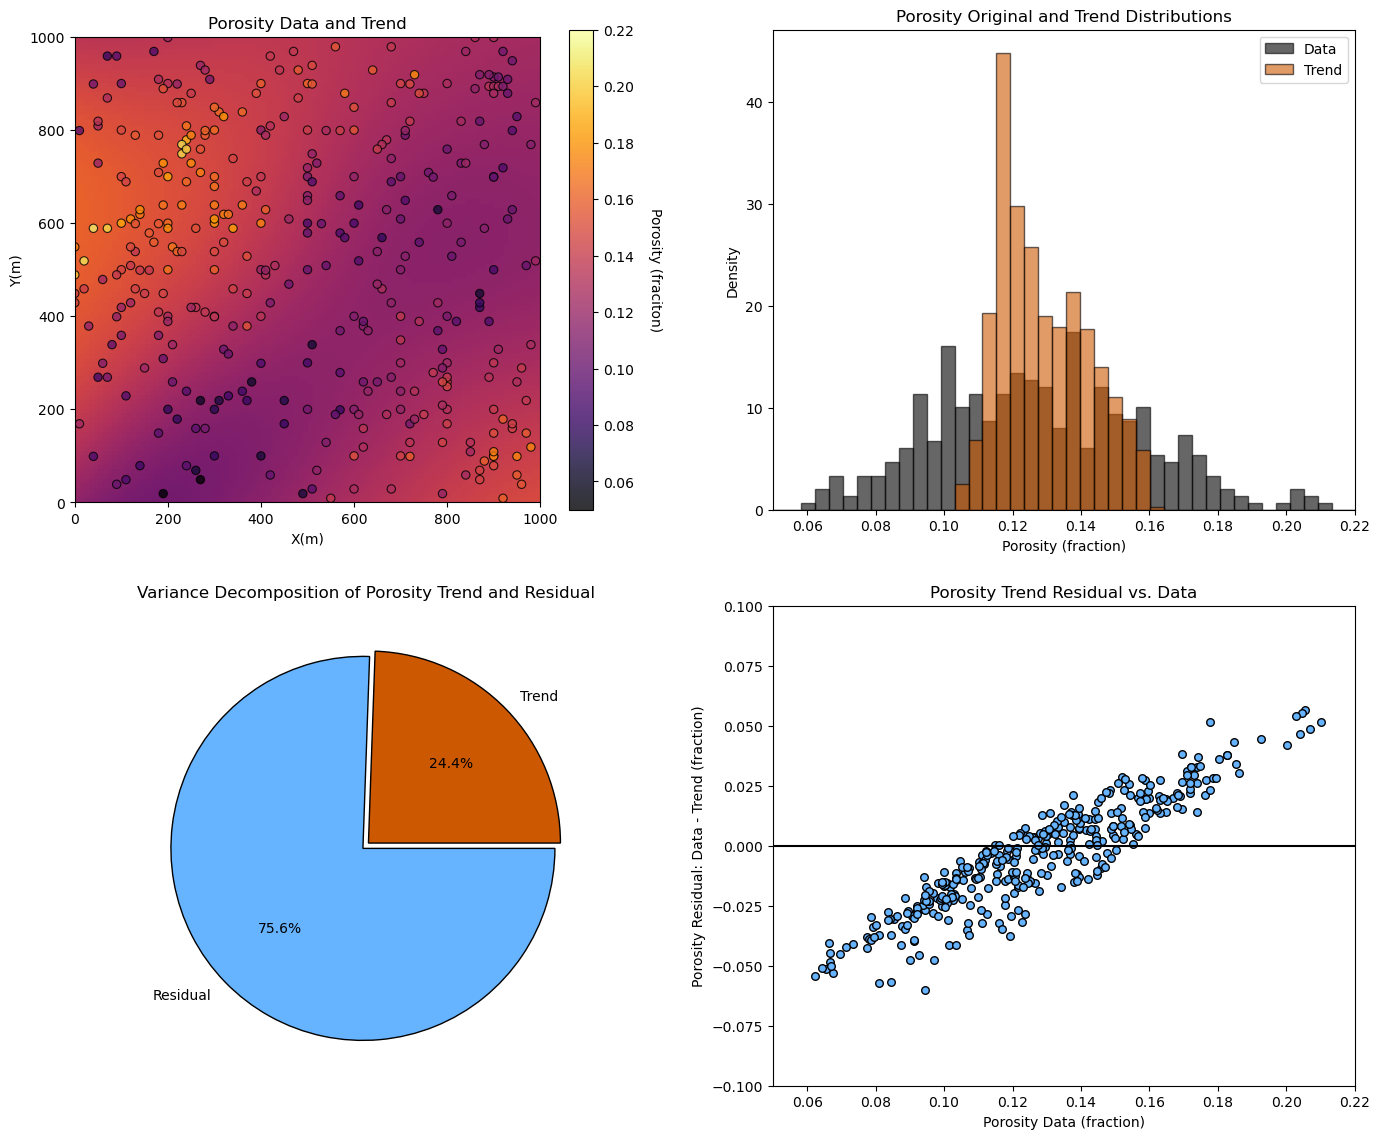 Porosity Data and Trend
1000
800
600
400
200
0
Y(m)
0 200 400 600 800 1000
X(m)
0.22
0.20
0.18
0.16
0.14
0.12
0.10
0.08
0.06
Porosity (fraciton)
Porosity Original and Trend Distributions
Data
Trend
40
30
20
10
0
Density
0.06 0.08 0.10 0.12 0.14 0.16 0.18 0.20 0.22
Porosity (fraction)
Variance Decomposition of Porosity Trend and Residual
Trend
24.4%
75.6%
Residual
Porosity Trend Residual vs. Data
0.100
0.075
0.050
0.025
0.000
−0.025
−0.050
−0.075
−0.100
Porosity Residual: Data - Trend (fraction)
0.06 0.08 0.10 0.12 0.14 0.16 0.18 0.20 0.22
Porosity Data (fraction)